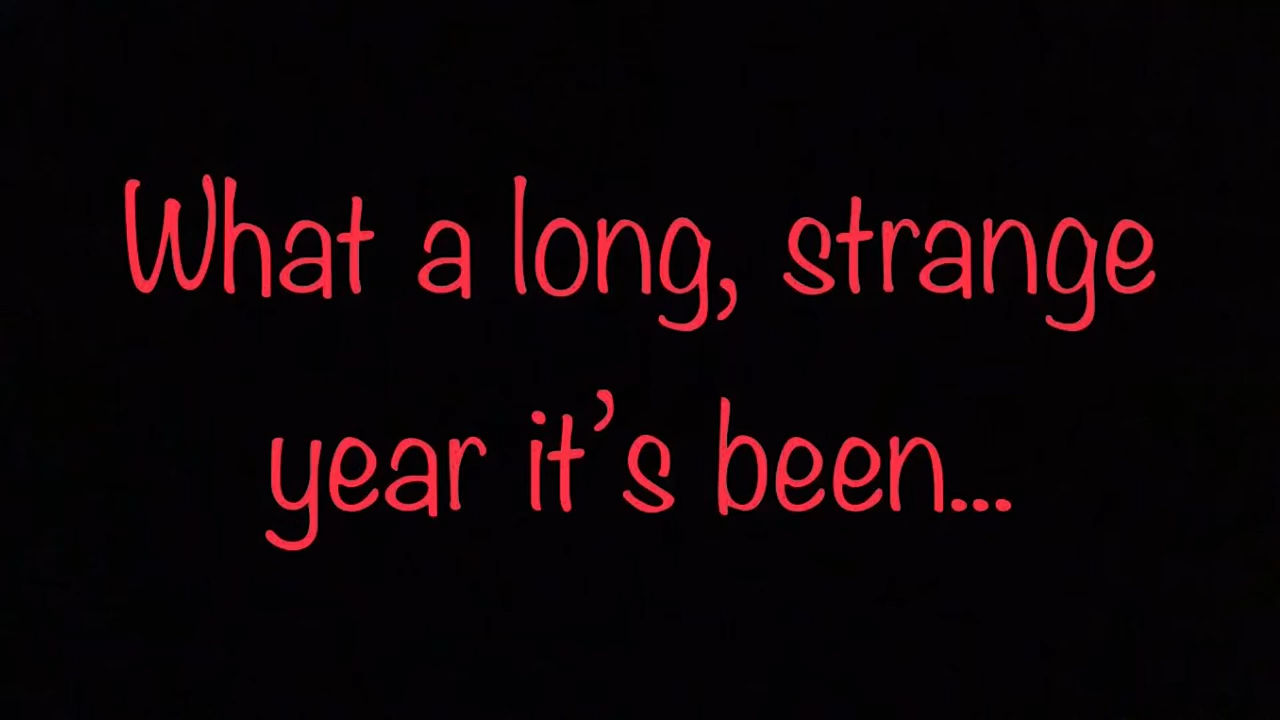 What a long, strange
year it’s been...